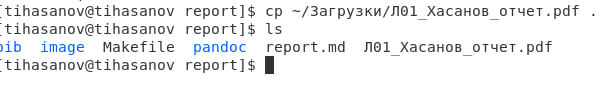 [tihasanov@tihasanov report]$ cp ~/Загрузки/Л01_Хасанов_отчет.pdf .
[tihasanov@tihasanov report]$ ls
bib image Makefile pandoc report.md Л01_Хасанов_отчет.pdf
[tihasanov@tihasanov report]$